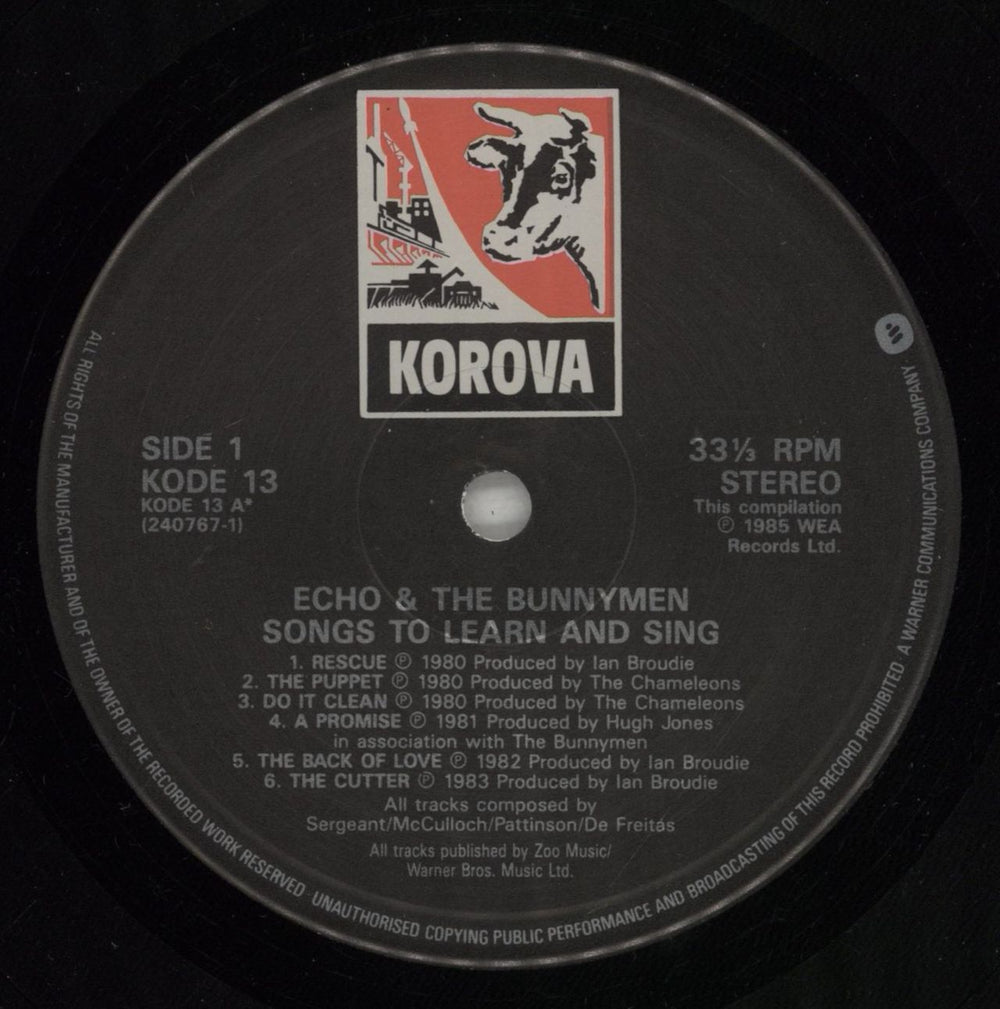 KOROVA
SIDE 1
KODE 13
KODE 13 A*
(240767-1)
33⅓ RPM
STEREO
This compilation
℗ 1985 WEA
Records Ltd.
ECHO & THE BUNNYMEN
SONGS TO LEARN AND SING
1. RESCUE ℗ 1980 Produced by Ian Broudie
2. THE PUPPET ℗ 1980 Produced by The Chameleons
3. DO IT CLEAN ℗ 1980 Produced by The Chameleons
4. A PROMISE ℗ 1981 Produced by Hugh Jones
in association with The Bunnymen
5. THE BACK OF LOVE ℗ 1982 Produced by Ian Broudie
6. THE CUTTER ℗ 1983 Produced by Ian Broudie
All tracks composed by
Sergeant/McCulloch/Pattinson/De Freitas
All tracks published by Zoo Music/
Warner Bros. Music Ltd.
ALL RIGHTS OF THE MANUFACTURER AND OF THE OWNER OF THE RECORDED WORK RESERVED UNAUTHORISED COPYING PUBLIC PERFORMANCE AND BROADCASTING OF THIS RECORD PROHIBITED · A WARNER COMMUNICATIONS COMPANY